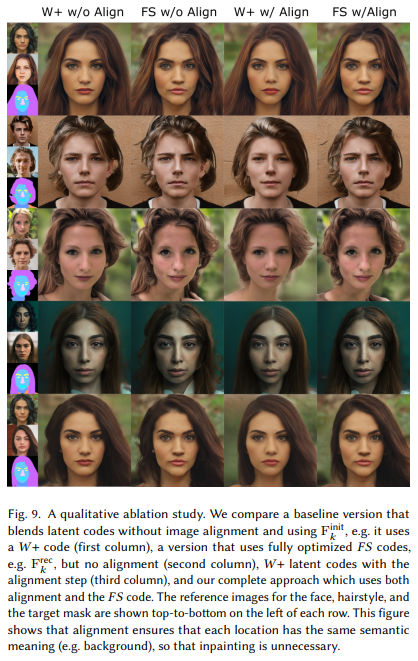 W+ w/o Align FS w/o Align W+ w/ Align FS w/Align
Fig. 9. A qualitative ablation study. We compare a baseline version that
blends latent codes without image alignment and using F_k^init, e.g. it uses
a W+ code (first column), a version that uses fully optimized FS codes,
e.g. F_k^rec, but no alignment (second column), W+ latent codes with the
alignment step (third column), and our complete approach which uses both
alignment and the FS code. The reference images for the face, hairstyle, and
the target mask are shown top-to-bottom on the left of each row. This figure
shows that alignment ensures that each location has the same semantic
meaning (e.g. background), so that inpainting is unnecessary.